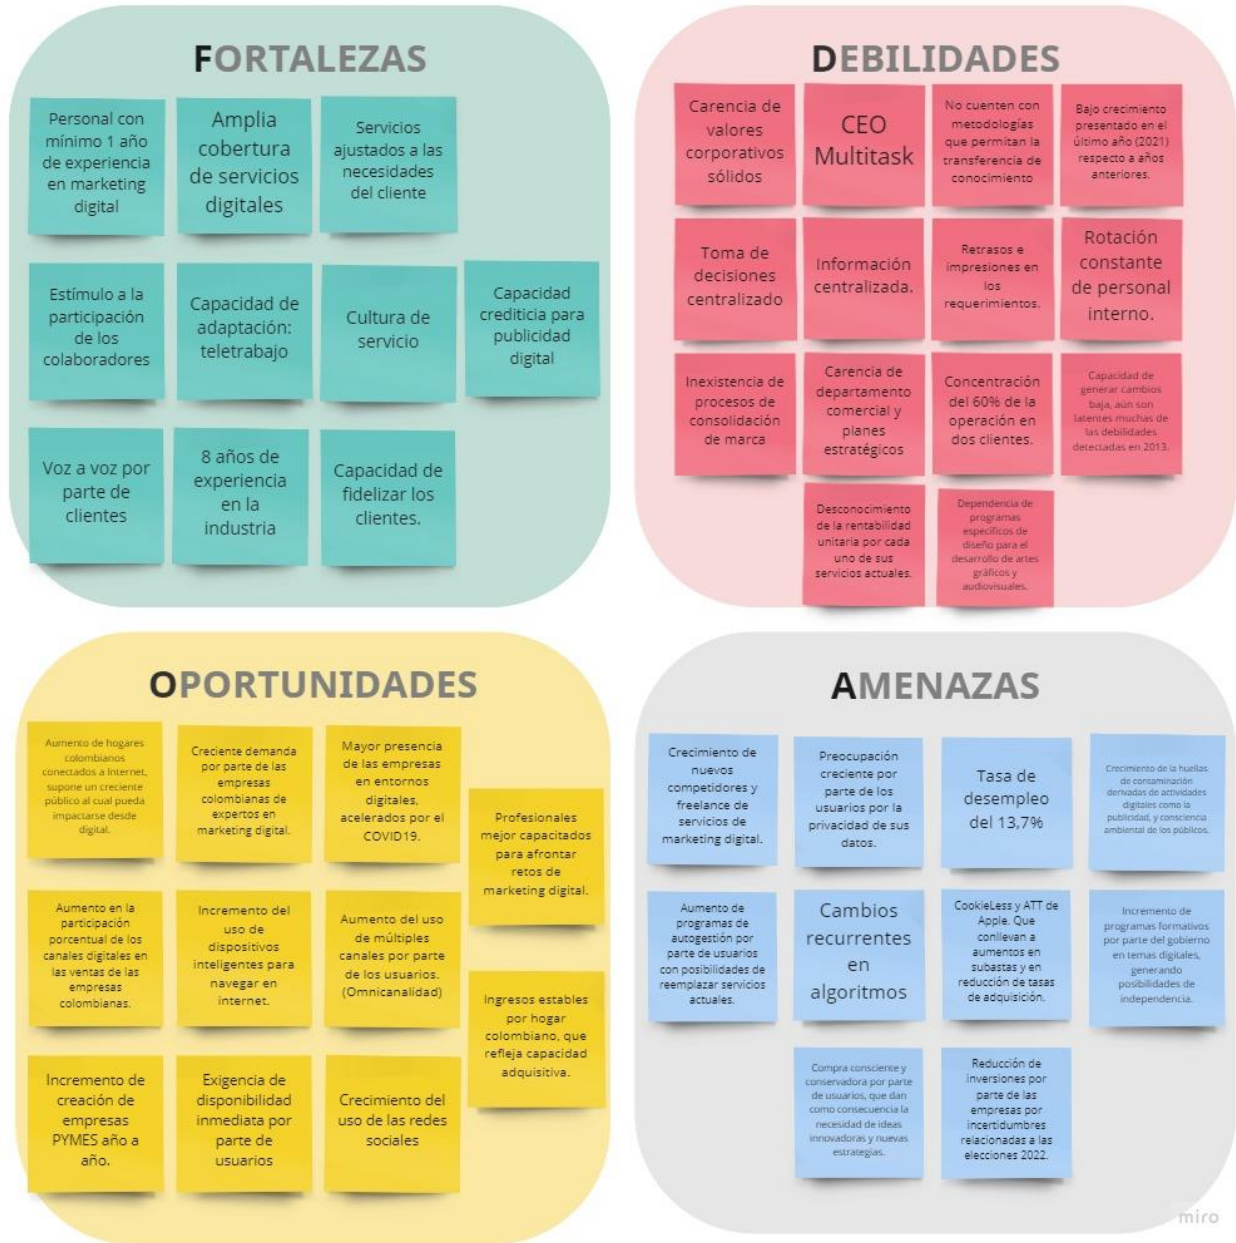 FORTALEZAS
Personal con
mínimo 1 año
de experiencia
en marketing
digital
Amplia
cobertura
de servicios
digitales
Servicios
ajustados a las
necesidades
del cliente
Estímulo a la
participación
de los
colaboradores
Capacidad de
adaptación:
teletrabajo
Cultura de
servicio
Capacidad
crediticia para
publicidad
digital
Voz a voz por
parte de
clientes
8 años de
experiencia
en la
industria
Capacidad de
fidelizar los
clientes.
DEBILIDADES
Carencia de
valores
corporativos
sólidos
CEO
Multitask
No cuenten con
metodologías
que permitan la
transferencia de
conocimiento
Bajo crecimiento
presentado en el
último año (2021)
respecto a años
anteriores.
Toma de
decisiones
centralizado
Información
centralizada.
Retrasos e
impresiones en
los
requerimientos.
Rotación
constante
de personal
interno.
Inexistencia de
procesos de
consolidación
de marca
Carencia de
departamento
comercial y
planes
estratégicos
Concentración
del 60% de la
operación en
dos clientes.
Capacidad de
generar cambios
baja, aún son
latentes muchas de
las debilidades
detectadas en 2013.
Desconocimiento
de la rentabilidad
unitaria por cada
uno de sus
servicios actuales.
Dependencia de
programas
específicos de
diseño para el
desarrollo de artes
gráficos y
audiovisuales.
OPORTUNIDADES
Aumento de hogares
colombianos
conectados a Internet,
supone un creciente
público al cual pueda
impactarse desde
digital.
Creciente demanda
por parte de las
empresas
colombianas de
expertos en
marketing digital.
Mayor presencia
de las empresas
en entornos
digitales,
acelerados por el
COVID19.
Profesionales
mejor capacitados
para afrontar
retos de
marketing digital.
Aumento en la
participación
porcentual de los
canales digitales en
las ventas de las
empresas
colombianas.
Incremento del
uso de
dispositivos
inteligentes para
navegar en
internet.
Aumento del uso
de múltiples
canales por parte
de los usuarios.
(Omnicanalidad)
Ingresos estables
por hogar
colombiano, que
refleja capacidad
adquisitiva.
Incremento de
creación de
empresas
PYMES año a
año.
Exigencia de
disponibilidad
inmediata por
parte de
usuarios
Crecimiento del
uso de las redes
sociales
AMENAZAS
Crecimiento de
nuevos
competidores y
freelance de
servicios de
marketing digital.
Preocupación
creciente por
parte de los
usuarios por la
privacidad de sus
datos.
Tasa de
desempleo
del 13,7%
Crecimiento de la huellas
de contaminación
derivadas de actividades
digitales como la
publicidad, y consciencia
ambiental de los públicos.
Aumento de
programas de
autogestión por
parte de usuarios
con posibilidades de
reemplazar servicios
actuales.
Cambios
recurrentes
en
algoritmos
CookieLess y ATT de
Apple. Que
conllevan a
aumentos en
subastas y en
reducción de tasas
de adquisición.
Incremento de
programas formativos
por parte del gobierno
en temas digitales,
generando
posibilidades de
independencia.
Compra consciente y
conservadora por parte
de usuarios, que dan
como consecuencia la
necesidad de ideas
innovadoras y nuevas
estrategias.
Reducción de
inversiones por
parte de las
empresas por
incertidumbres
relacionadas a las
elecciones 2022.
miro